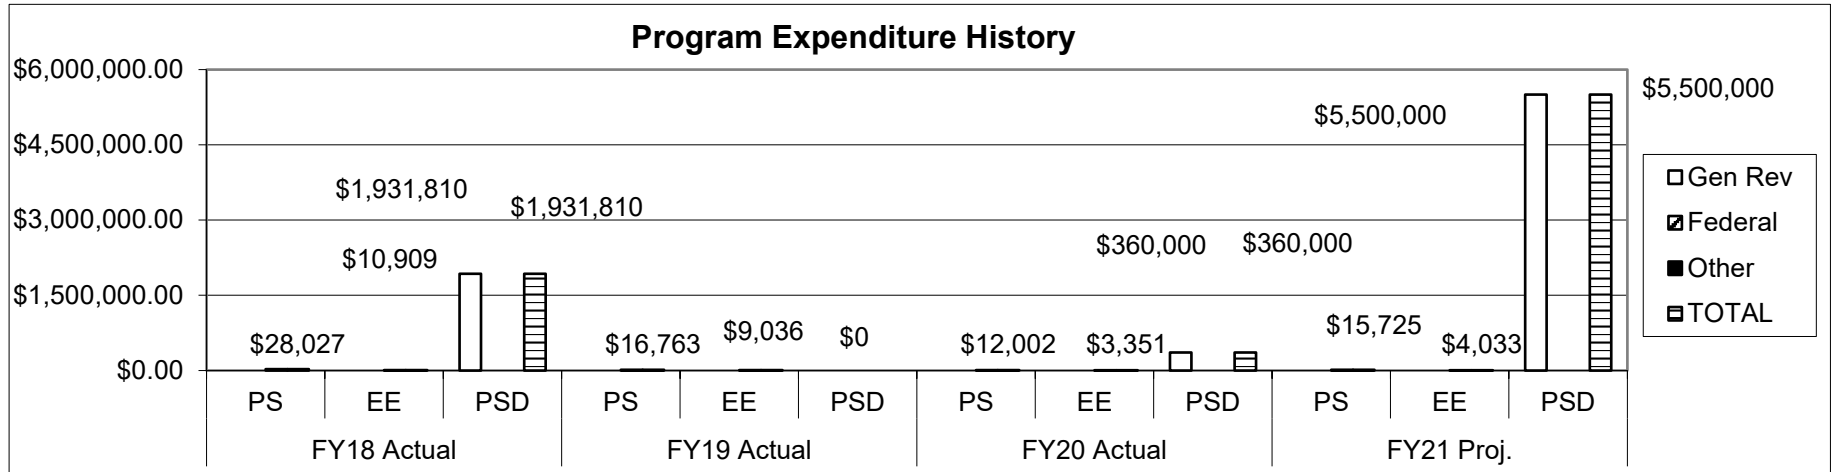 Program Expenditure History
$6,000,000.00
$4,500,000.00
$3,000,000.00
$1,500,000.00
$0.00
$28,027
$10,909
$1,931,810
$1,931,810
$16,763
$9,036
$0
$12,002
$3,351
$360,000
$360,000
$15,725
$4,033
$5,500,000
$5,500,000
PS EE PSD PS EE PSD PS EE PSD PS EE PSD
FY18 Actual FY19 Actual FY20 Actual FY21 Proj.
Gen Rev
Federal
Other
TOTAL